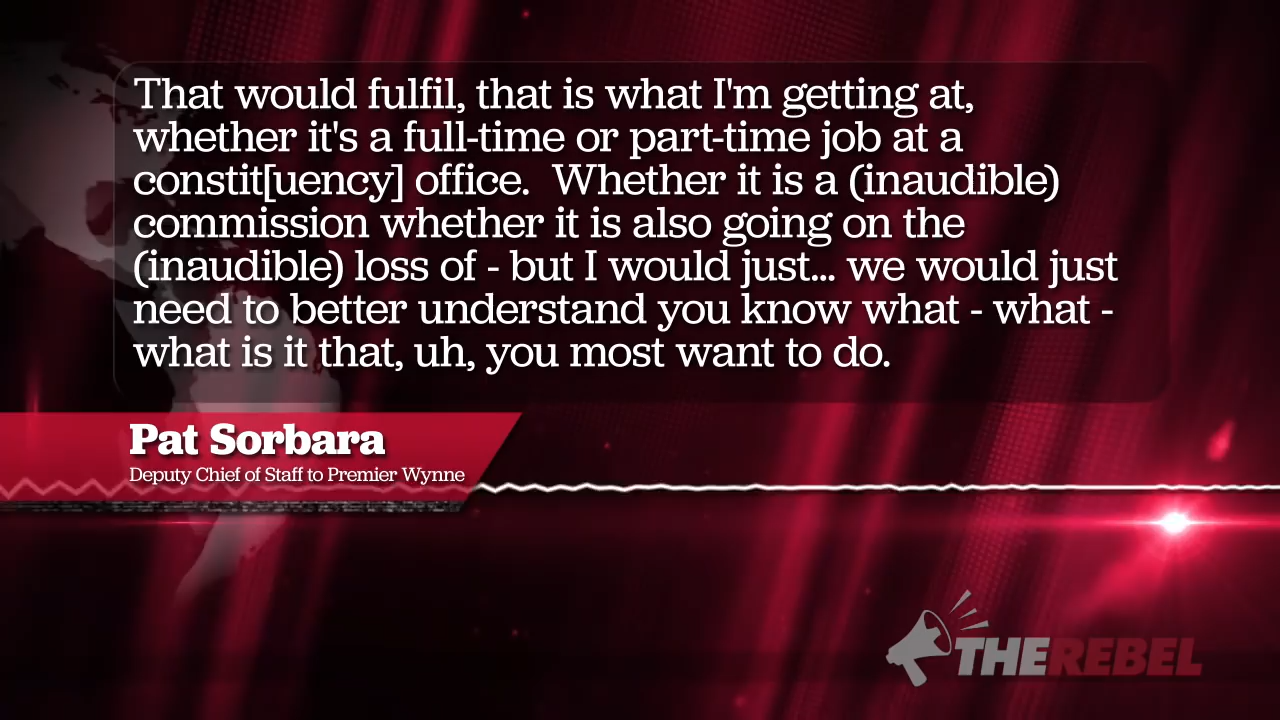 That would fulfil, that is what I'm getting at,
whether it's a full-time or part-time job at a
constit[uency] office.  Whether it is a (inaudible)
commission whether it is also going on the
(inaudible) loss of - but I would just... we would just
need to better understand you know what - what -
what is it that, uh, you most want to do.
Pat Sorbara
Deputy Chief of Staff to Premier Wynne
THEREBEL